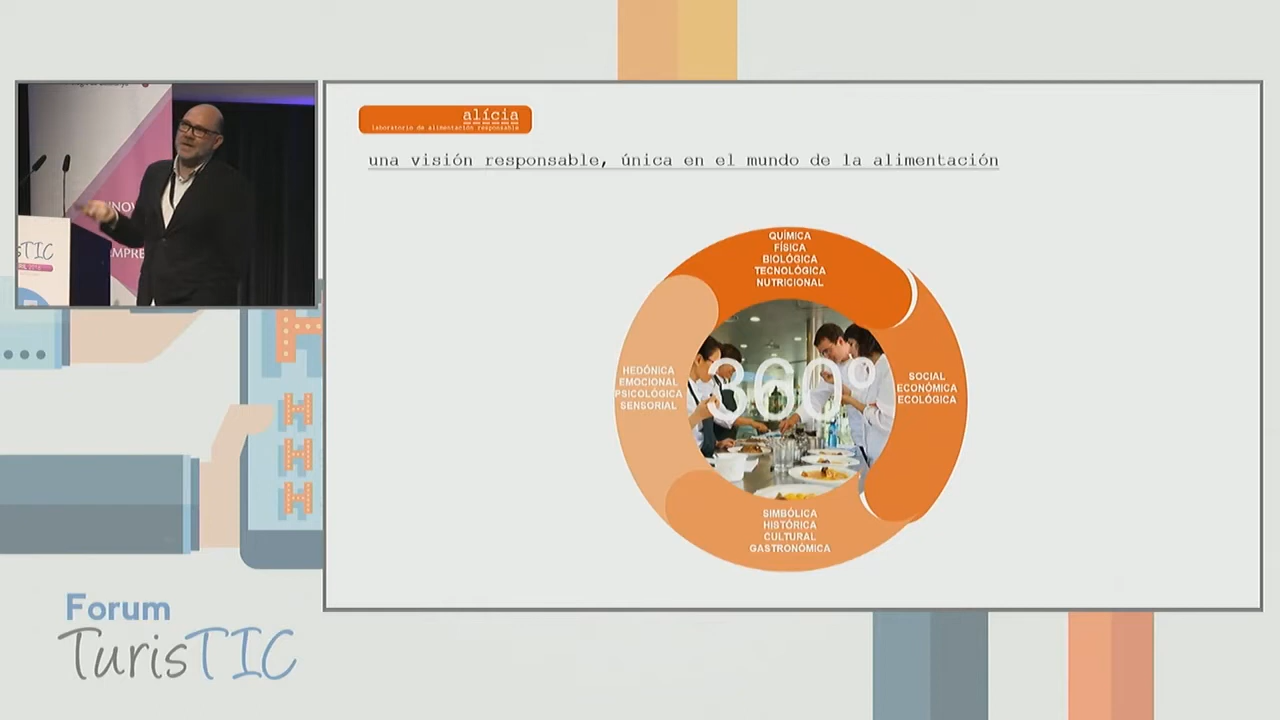 alícia
laboratorio de alimentación responsable
una visión responsable, única en el mundo de la alimentación
QUÍMICA
FÍSICA
BIOLÓGICA
TECNOLÓGICA
NUTRICIONAL
HEDÓNICA
EMOCIONAL
PSICOLÓGICA
SENSORIAL
360º
SOCIAL
ECONÓMICA
ECOLÓGICA
SIMBÓLICA
HISTÓRICA
CULTURAL
GASTRONÓMICA
Forum
TurisTIC